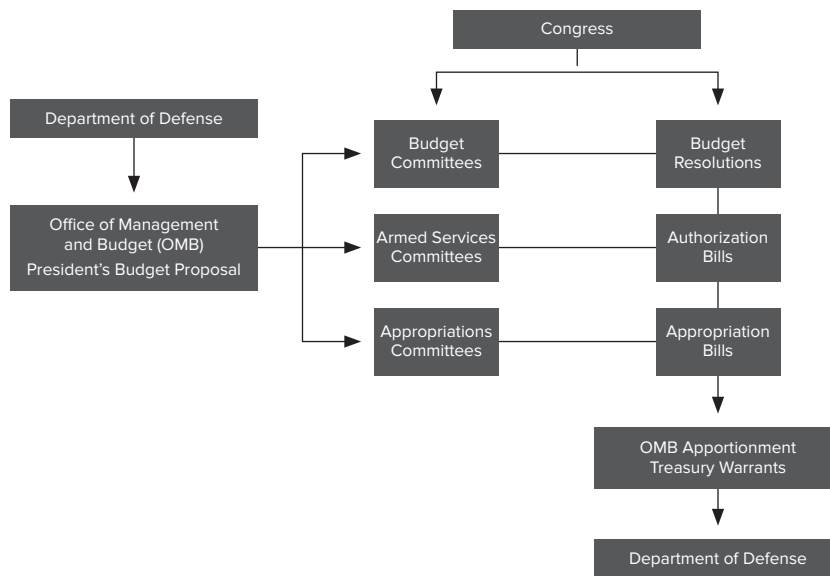 Congress
Department of Defense
Office of Management
and Budget (OMB)
President’s Budget Proposal
Budget
Committees
Budget
Resolutions
Armed Services
Committees
Authorization
Bills
Appropriations
Committees
Appropriation
Bills
OMB Apportionment
Treasury Warrants
Department of Defense